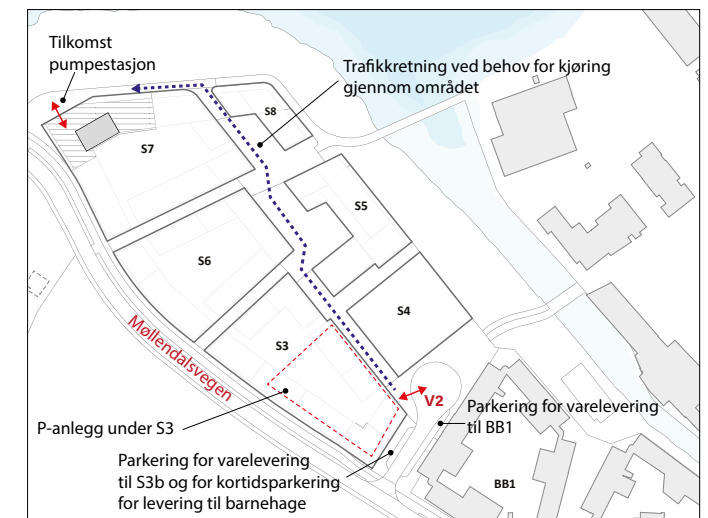 Tilkomst
pumpestasjon
Trafikkretning ved behov for kjøring
gjennom området
S8
S7
S5
S6
S4
S3
Møllendalsvegen
V2
P-anlegg under S3
Parkering for varelevering
til BB1
Parkering for varelevering
til S3b og for kortidsparkering
for levering til barnehage
BB1